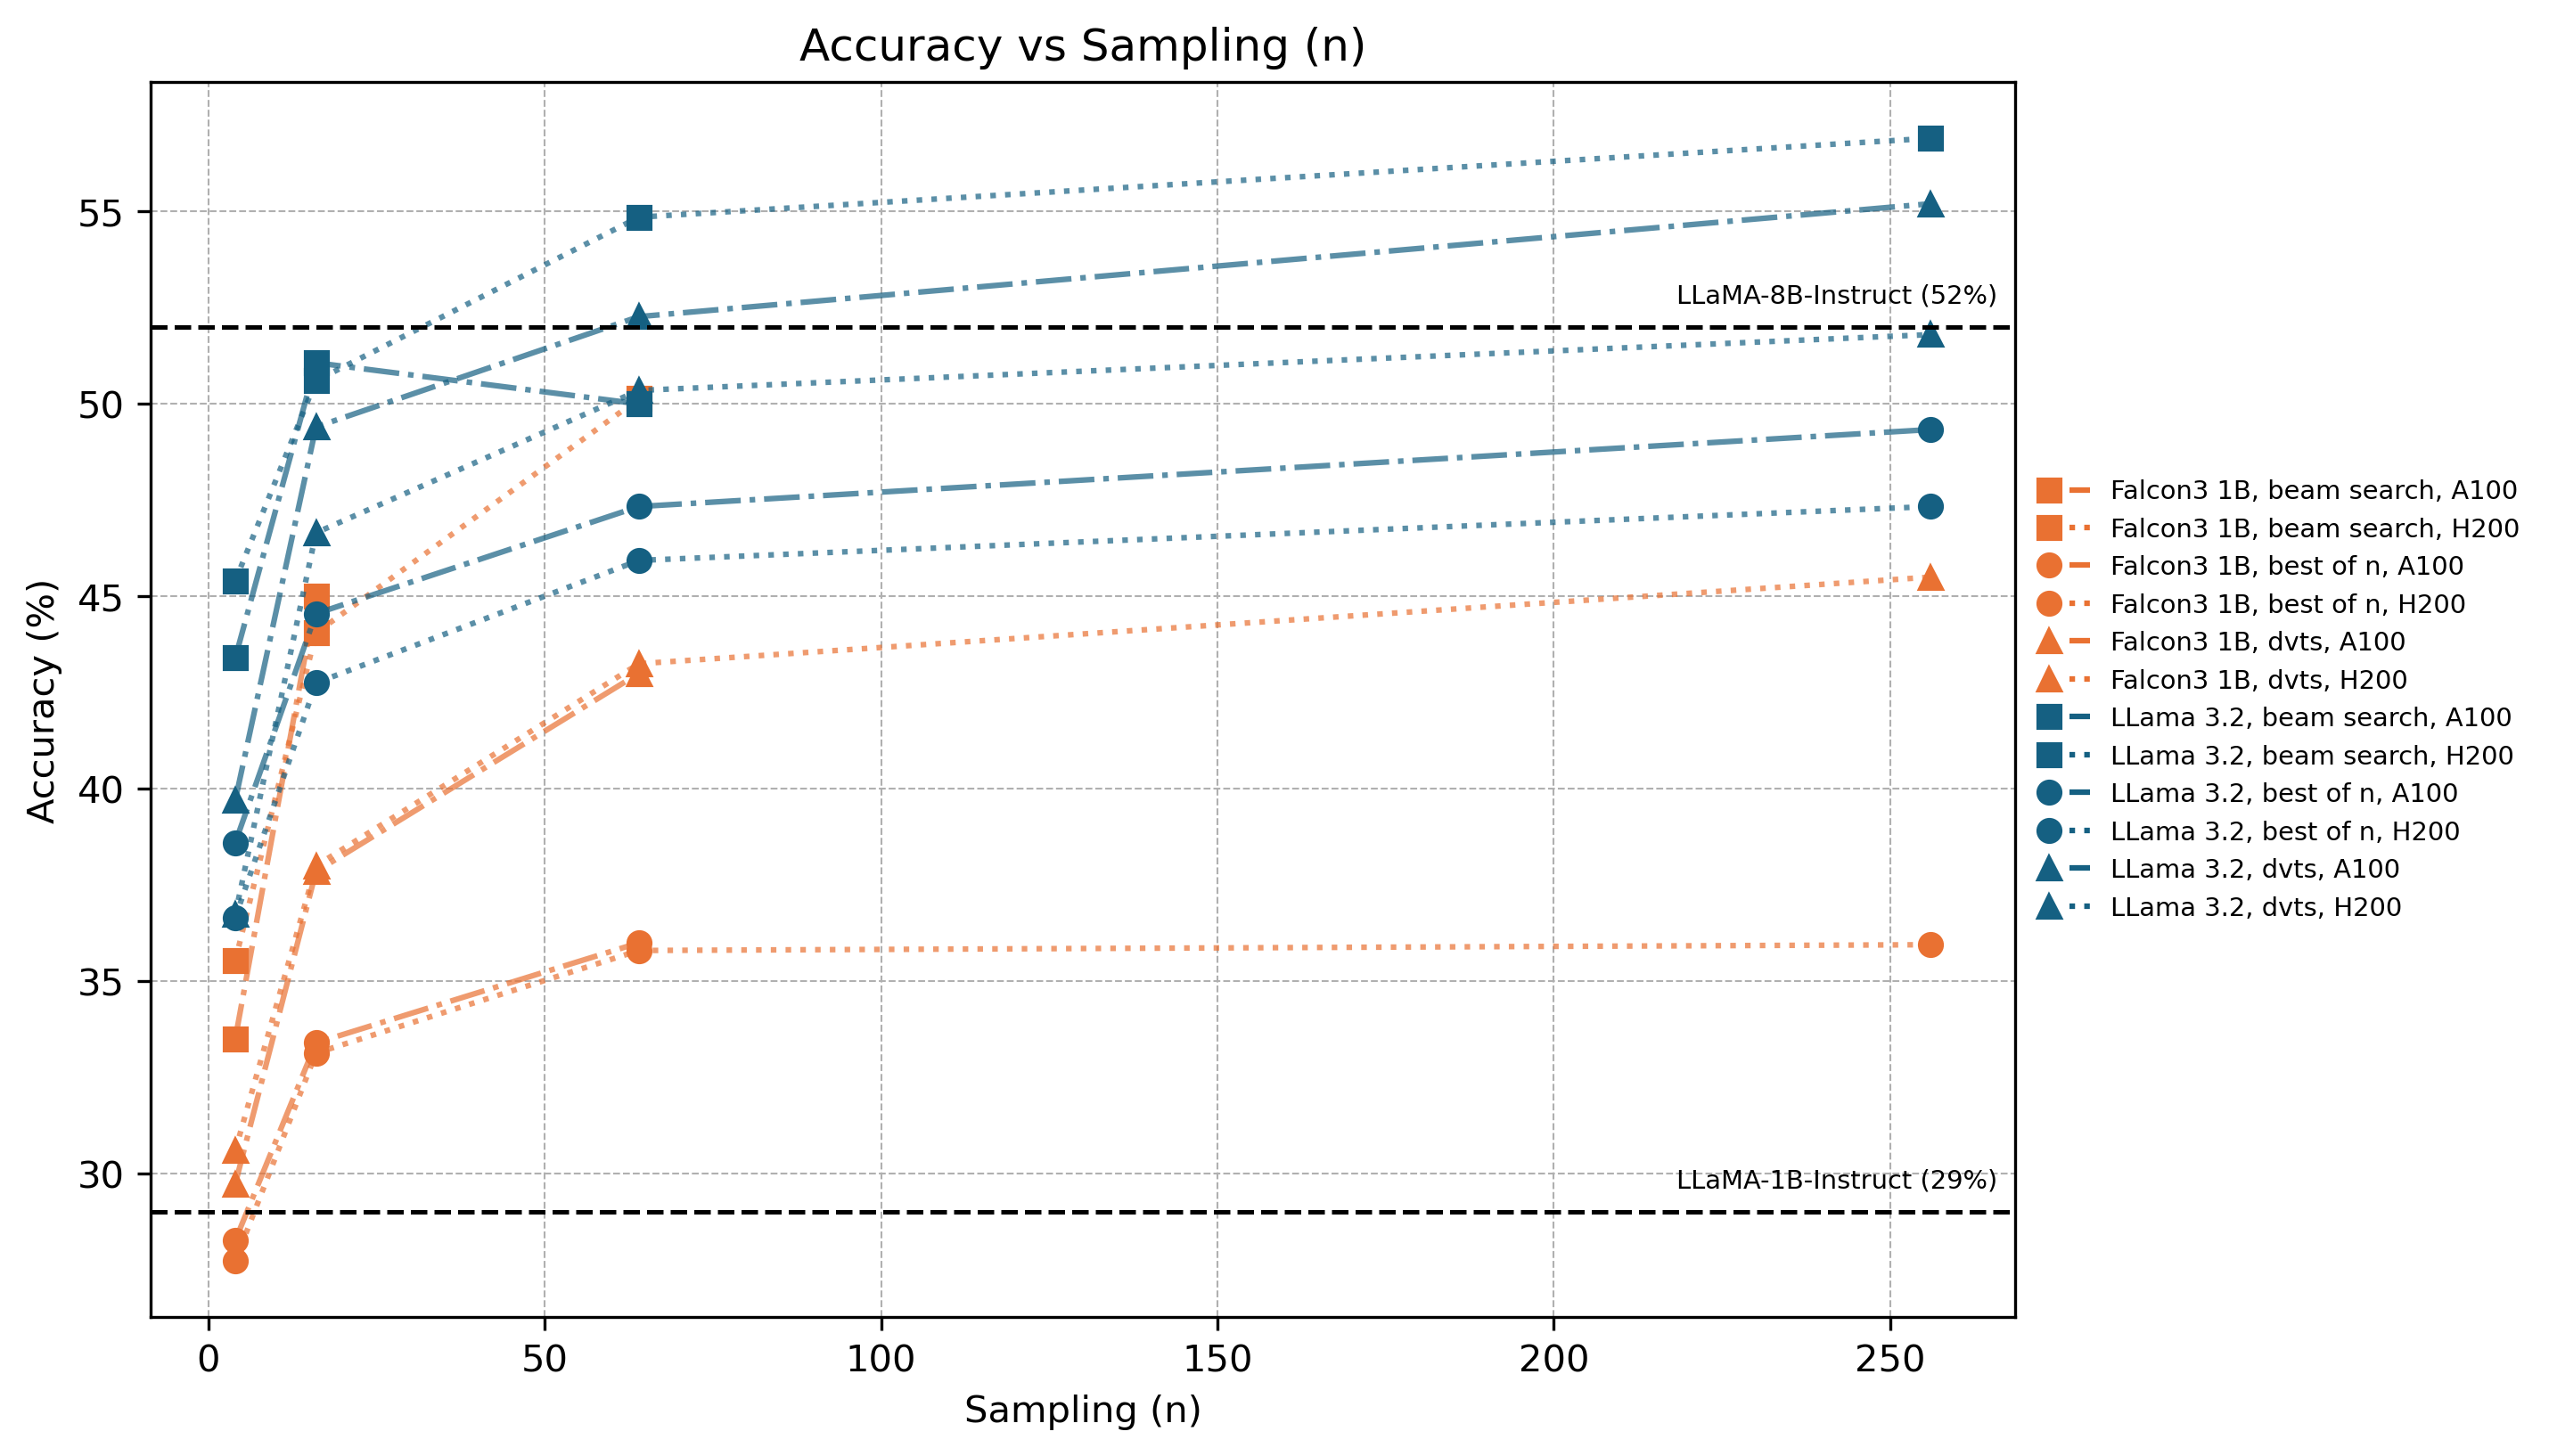 Accuracy vs Sampling (n)
Accuracy (%)
55
50
45
40
35
30
LLaMA-8B-Instruct (52%)
LLaMA-1B-Instruct (29%)
0 50 100 150 200 250
Sampling (n)
Falcon3 1B, beam search, A100
Falcon3 1B, beam search, H200
Falcon3 1B, best of n, A100
Falcon3 1B, best of n, H200
Falcon3 1B, dvts, A100
Falcon3 1B, dvts, H200
LLama 3.2, beam search, A100
LLama 3.2, beam search, H200
LLama 3.2, best of n, A100
LLama 3.2, best of n, H200
LLama 3.2, dvts, A100
LLama 3.2, dvts, H200